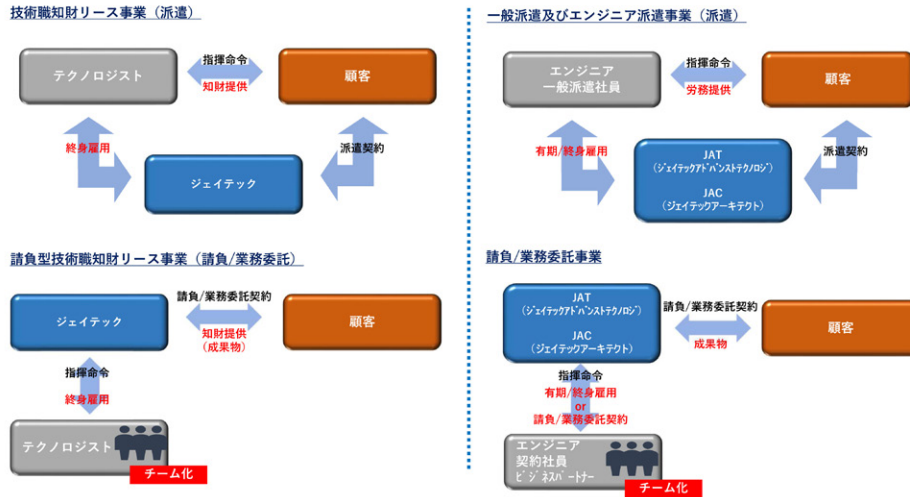 技術職知財リース事業（派遣）
テクノロジスト
指揮命令
知財提供
顧客
終身雇用
派遣契約
ジェイテック
一般派遣及びエンジニア派遣事業（派遣）
エンジニア
一般派遣社員
指揮命令
労務提供
顧客
有期/終身雇用
派遣契約
JAT
（ｼﾞｪｲﾃｯｸｱﾄﾞﾊﾞﾝｽﾄﾃｸﾉﾛｼﾞ）
JAC
（ジェイテックアーキテクト）
請負型技術職知財リース事業（請負/業務委託）
ジェイテック
請負/業務委託契約
知財提供
（成果物）
顧客
指揮命令
終身雇用
テクノロジスト
チーム化
請負/業務委託事業
JAT
（ｼﾞｪｲﾃｯｸｱﾄﾞﾊﾞﾝｽﾄﾃｸﾉﾛｼﾞ）
JAC
（ジェイテックアーキテクト）
請負/業務委託契約
成果物
顧客
指揮命令
有期/終身雇用
or
請負/業務委託契約
エンジニア
契約社員
ﾋﾞｼﾞﾈｽﾊﾟｰﾄﾅｰ
チーム化